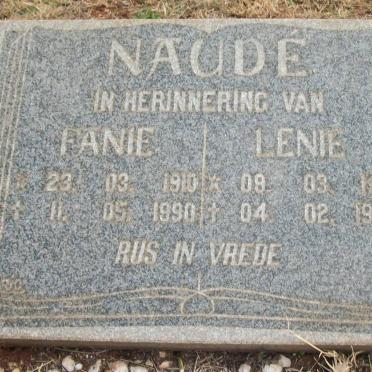 NAUDÉ
IN HERINNERING VAN
FANIE LENIE
* 23. 03. 1910 * 08. 03.
† 11. 05. 1990 † 04. 02.
RUS IN VREDE